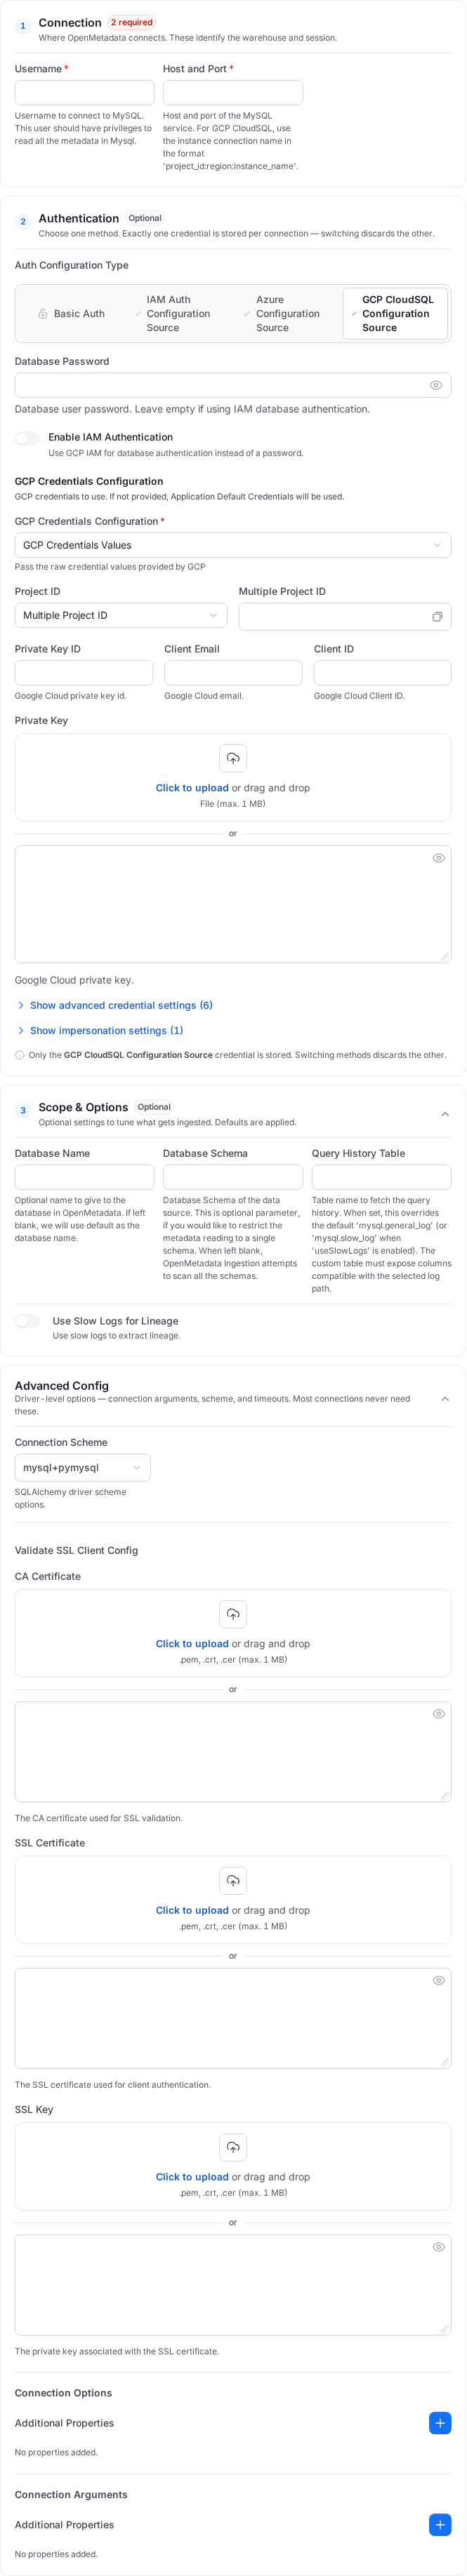 1
Connection
2 required
Where OpenMetadata connects. These identify the warehouse and session.
Username *
Host and Port *
Username to connect to MySQL.
This user should have privileges to
read all the metadata in Mysql.
Host and port of the MySQL
service. For GCP CloudSQL, use
the instance connection name in
the format
'project_id:region:instance_name'.
2
Authentication
Optional
Choose one method. Exactly one credential is stored per connection — switching discards the other.
Auth Configuration Type
Basic Auth
IAM Auth
Configuration
Source
Azure
Configuration
Source
GCP CloudSQL
Configuration
Source
Database Password
Database user password. Leave empty if using IAM database authentication.
Enable IAM Authentication
Use GCP IAM for database authentication instead of a password.
GCP Credentials Configuration
GCP credentials to use. If not provided, Application Default Credentials will be used.
GCP Credentials Configuration *
GCP Credentials Values
Pass the raw credential values provided by GCP
Project ID
Multiple Project ID
Multiple Project ID
Private Key ID
Client Email
Client ID
Google Cloud private key id.
Google Cloud email.
Google Cloud Client ID.
Private Key
Click to upload or drag and drop
File (max. 1 MB)
or
Google Cloud private key.
Show advanced credential settings (6)
Show impersonation settings (1)
Only the GCP CloudSQL Configuration Source credential is stored. Switching methods discards the other.
3
Scope & Options
Optional
Optional settings to tune what gets ingested. Defaults are applied.
Database Name
Database Schema
Query History Table
Optional name to give to the
database in OpenMetadata. If left
blank, we will use default as the
database name.
Database Schema of the data
source. This is optional parameter,
if you would like to restrict the
metadata reading to a single
schema. When left blank,
OpenMetadata Ingestion attempts
to scan all the schemas.
Table name to fetch the query
history. When set, this overrides
the default 'mysql.general_log' (or
'mysql.slow_log' when
'useSlowLogs' is enabled). The
custom table must expose columns
compatible with the selected log
path.
Use Slow Logs for Lineage
Use slow logs to extract lineage.
Advanced Config
Driver-level options — connection arguments, scheme, and timeouts. Most connections never need
these.
Connection Scheme
mysql+pymysql
SQLAlchemy driver scheme
options.
Validate SSL Client Config
CA Certificate
Click to upload or drag and drop
.pem, .crt, .cer (max. 1 MB)
or
The CA certificate used for SSL validation.
SSL Certificate
Click to upload or drag and drop
.pem, .crt, .cer (max. 1 MB)
or
The SSL certificate used for client authentication.
SSL Key
Click to upload or drag and drop
.pem, .crt, .cer (max. 1 MB)
or
The private key associated with the SSL certificate.
Connection Options
Additional Properties
No properties added.
Connection Arguments
Additional Properties
No properties added.